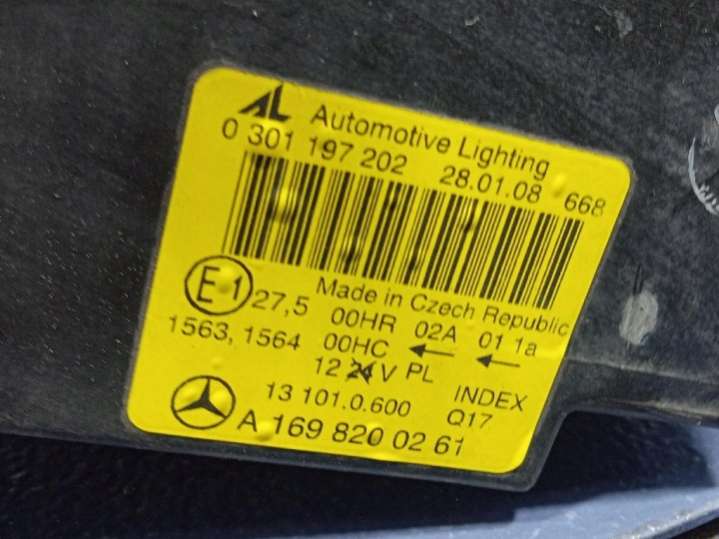 AL Automotive Lighting
0 301 197 202 28.01.08 668
Made in Czech Republic
E1 27,5 00HR 02A 01 1a
1563, 1564 00HC ← ←
12 24 V PL
13 101.0.600 INDEX
A 169 820 02 61 Q17